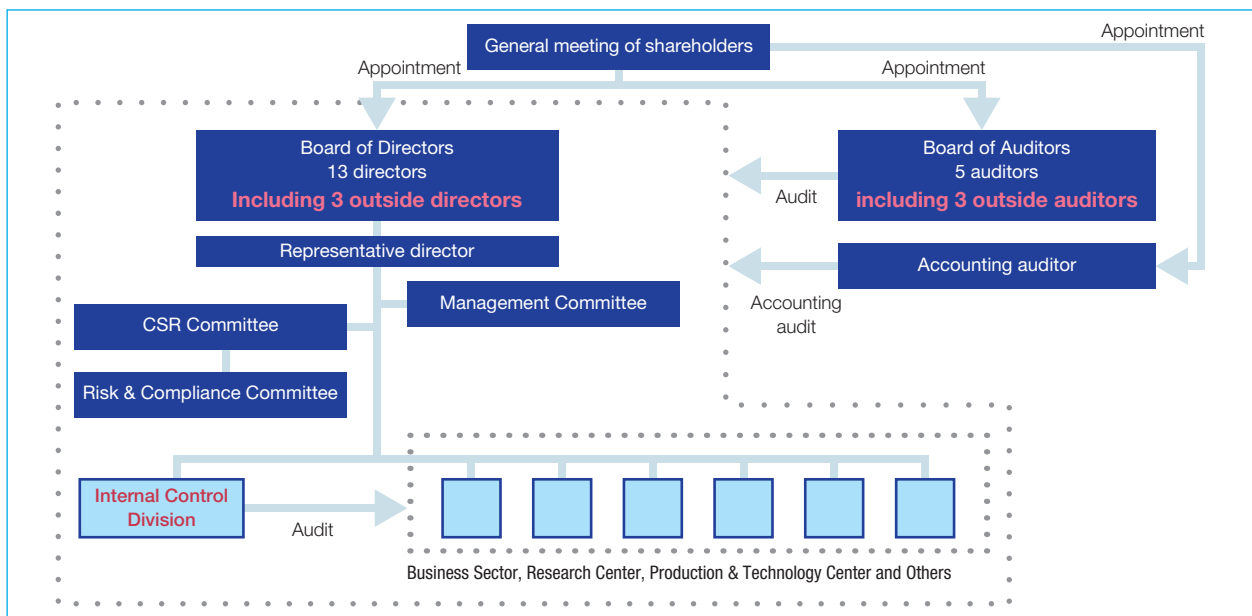 General meeting of shareholders
Appointment
Appointment
Appointment
Board of Directors
13 directors
Including 3 outside directors
Board of Auditors
5 auditors
including 3 outside auditors
Audit
Representative director
Accounting auditor
Accounting
audit
Management Committee
CSR Committee
Risk & Compliance Committee
Internal Control
Division
Audit
Business Sector, Research Center, Production & Technology Center and Others